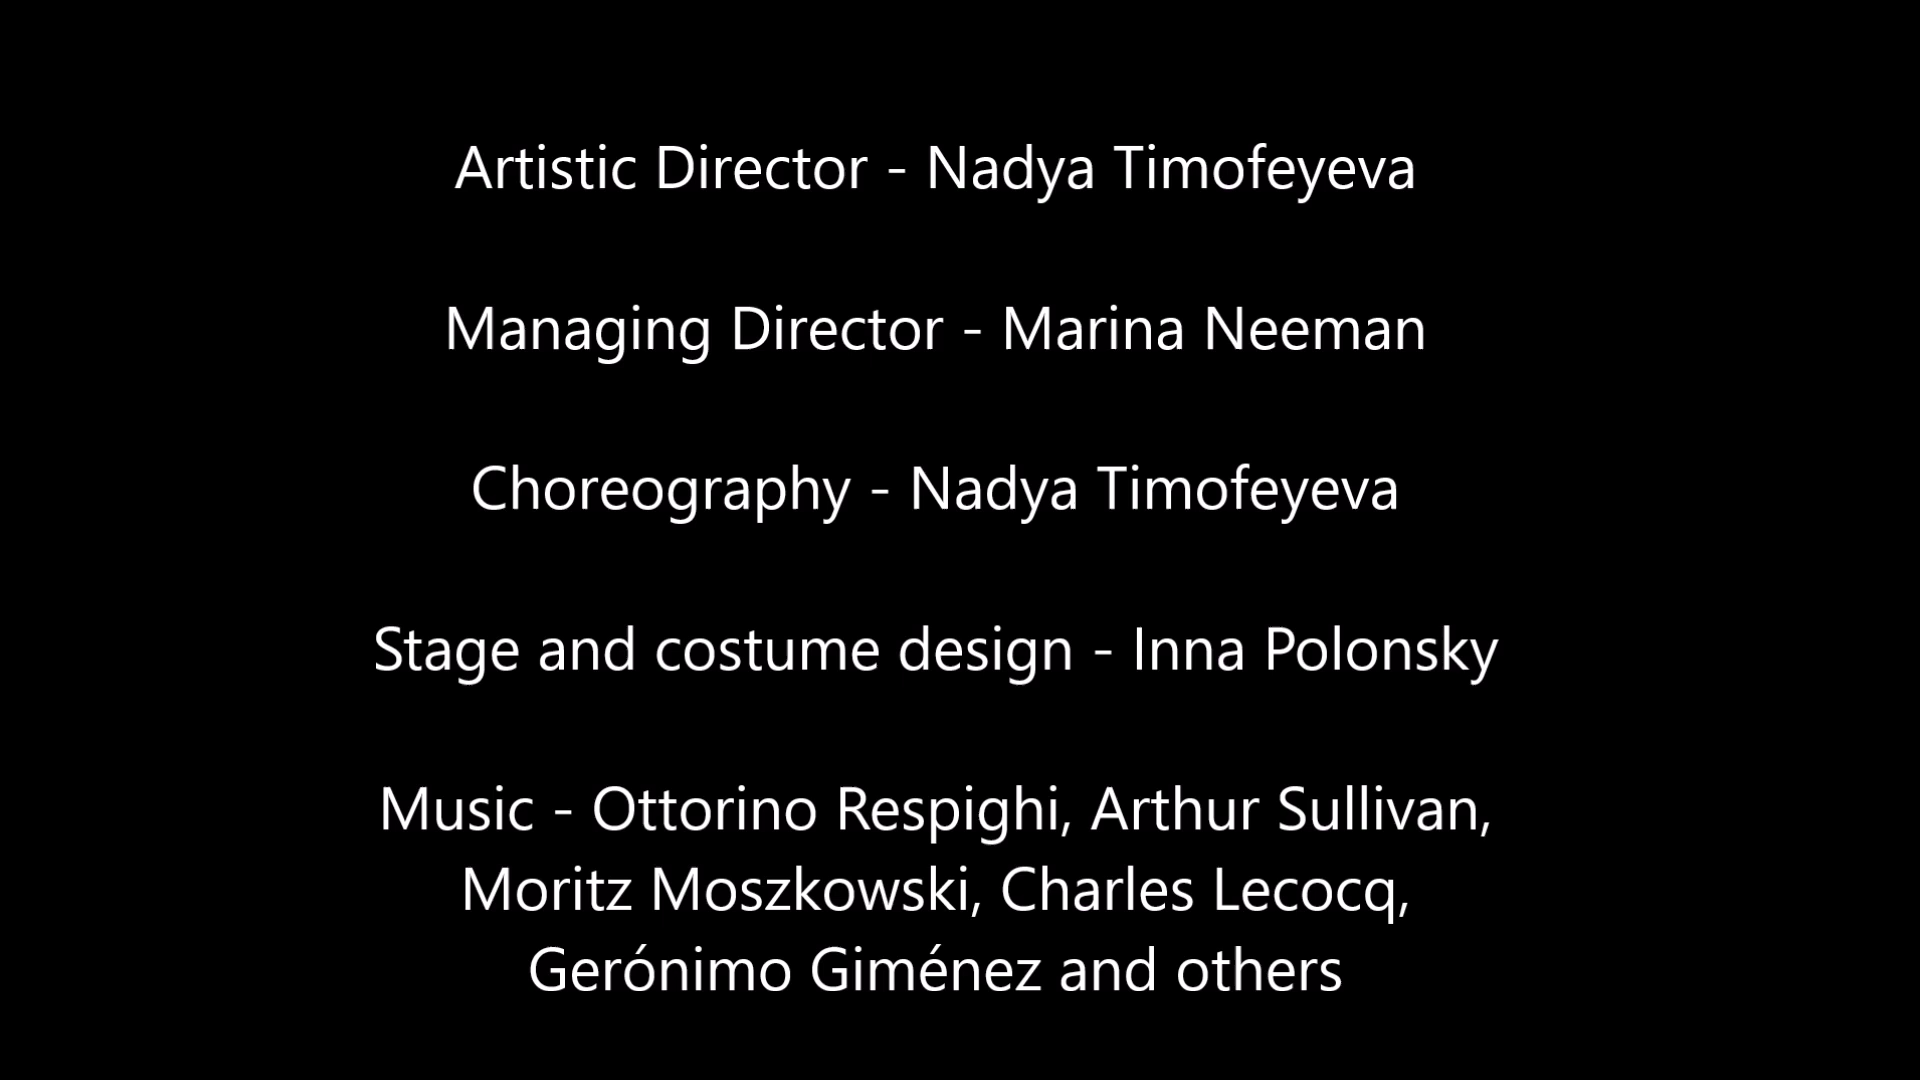 Artistic Director - Nadya Timofeyeva
Managing Director - Marina Neeman
Choreography - Nadya Timofeyeva
Stage and costume design - Inna Polonsky
Music - Ottorino Respighi, Arthur Sullivan,
Moritz Moszkowski, Charles Lecocq,
Gerónimo Giménez and others